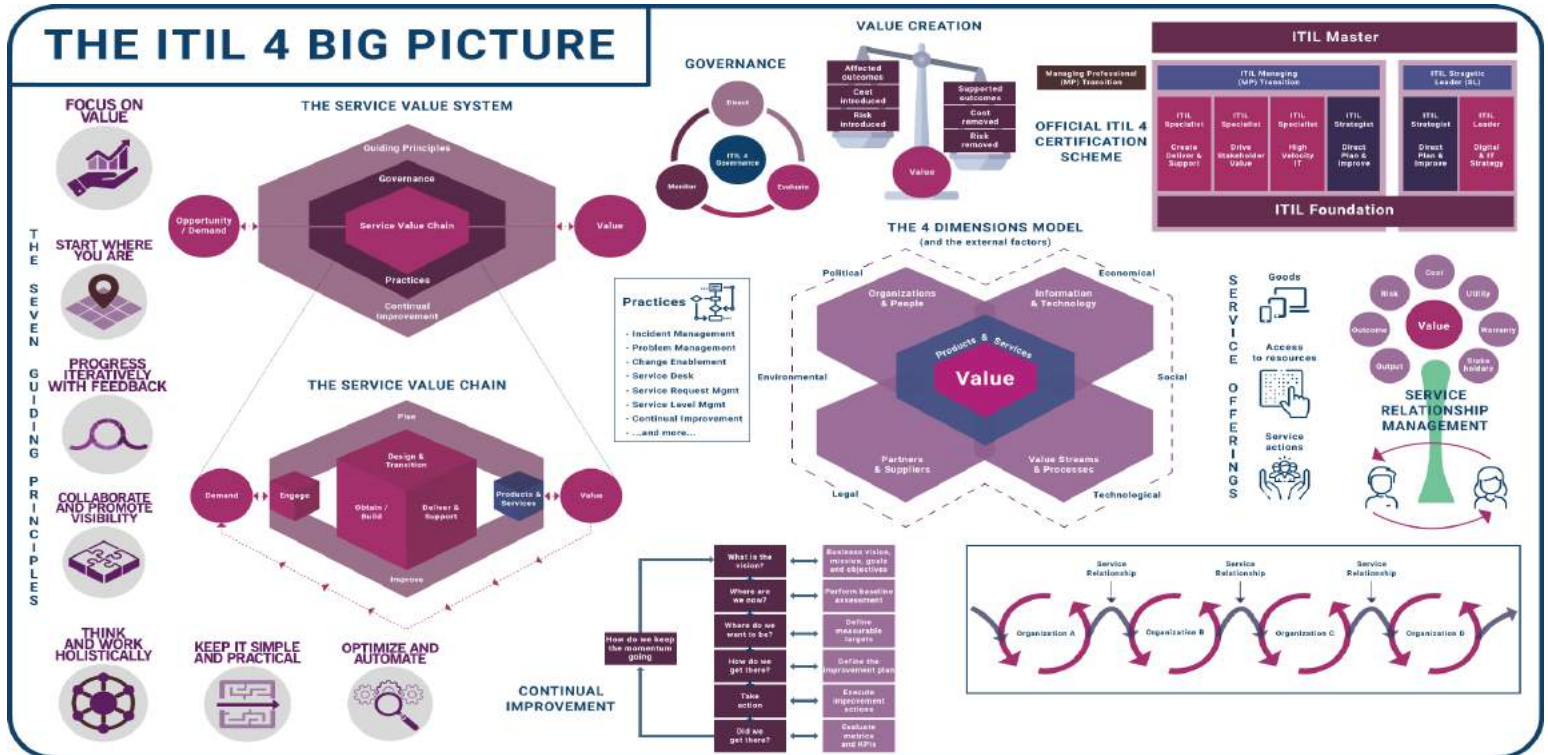 THE ITIL 4 BIG PICTURE
FOCUS ON
VALUE
THE SEVEN GUIDING PRINCIPLES
START WHERE
YOU ARE
PROGRESS
ITERATIVELY
WITH FEEDBACK
COLLABORATE
AND PROMOTE
VISIBILITY
THINK
AND WORK
HOLISTICALLY
KEEP IT SIMPLE
AND PRACTICAL
OPTIMIZE AND
AUTOMATE
THE SERVICE VALUE SYSTEM
Guiding Principles
Governance
Opportunity
/ Demand
Service Value Chain
Value
Practices
Continual
Improvement
THE SERVICE VALUE CHAIN
Plan
Design &
Transition
Demand
Engage
Obtain /
Build
Deliver &
Support
Products &
Services
Value
Improve
GOVERNANCE
Direct
ITIL 4
Governance
Monitor
Evaluate
VALUE CREATION
Affected
outcomes
Cost
introduced
Risk
introduced
Supported
outcomes
Cost
removed
Risk
removed
Value
Managing Professional
(MP) Transition
OFFICIAL ITIL 4
CERTIFICATION
SCHEME
ITIL Master
ITIL Managing
(MP) Transition
ITIL Stragetic
Leader (SL)
ITIL
Specialist
Create
Deliver &
Support
ITIL
Specialist
Drive
Stakeholder
Value
ITIL
Specialist
High
Velocity
IT
ITIL
Strategist
Direct
Plan &
Improve
ITIL
Strategist
Direct
Plan &
Improve
ITIL
Leader
Digital
& IT
Strategy
ITIL Foundation
Practices
- Incident Management
- Problem Management
- Change Enablement
- Service Desk
- Service Request Mgmt
- Service Level Mgmt
- Continual Improvement
- ...and more...
THE 4 DIMENSIONS MODEL
(and the external factors)
Political
Economical
Organizations
& People
Information
& Technology
Products & Services
Value
Environmental
Social
Partners
& Suppliers
Value Streams
& Processes
Legal
Technological
SERVICE OFFERINGS
Goods
Access
to resources
Service
actions
Cost
Risk
Utility
Value
Outcome
Warranty
Output
Stake
holders
SERVICE
RELATIONSHIP
MANAGEMENT
CONTINUAL
IMPROVEMENT
How do we keep
the momentum
going
What is the
vision?
Business vision,
mission, goals
and objectives
Where are
we now?
Perform baseline
assessment
Where do we
want to be?
Define
measurable
targets
How do we
get there?
Define the
improvement plan
Take
action
Execute
improvement
actions
Did we
get there?
Evaluate
metrics
and KPIs
Service
Relationship
Service
Relationship
Service
Relationship
Organization A
Organization B
Organization C
Organization D